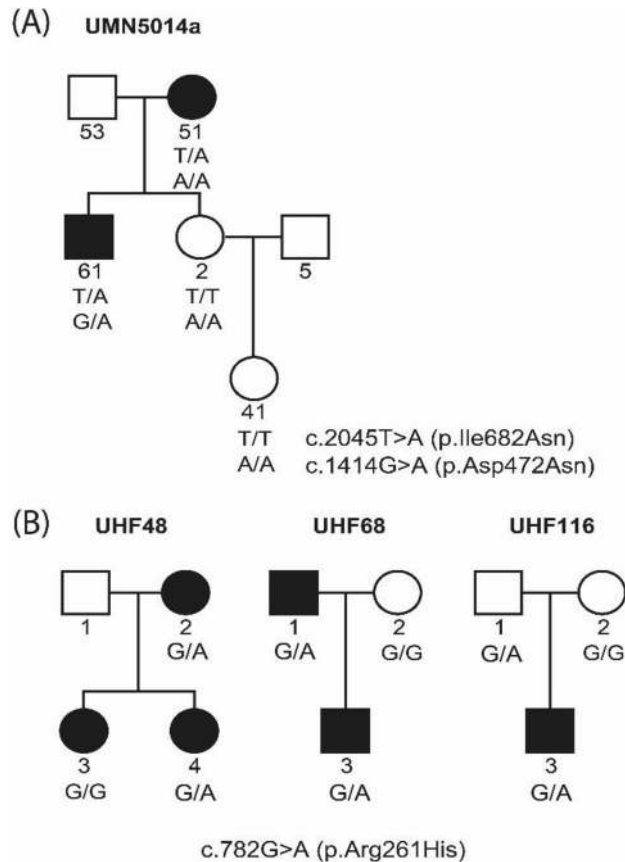 (A) UMN5014a
53 51
T/A
A/A
61 2 5
T/A T/T
G/A A/A
41
T/T c.2045T>A (p.Ile682Asn)
A/A c.1414G>A (p.Asp472Asn)
(B) UHF48 UHF68 UHF116
1 2 1 2 1 2
G/A G/A G/G G/A G/G
3 4 3 3
G/G G/A G/A G/A
c.782G>A (p.Arg261His)